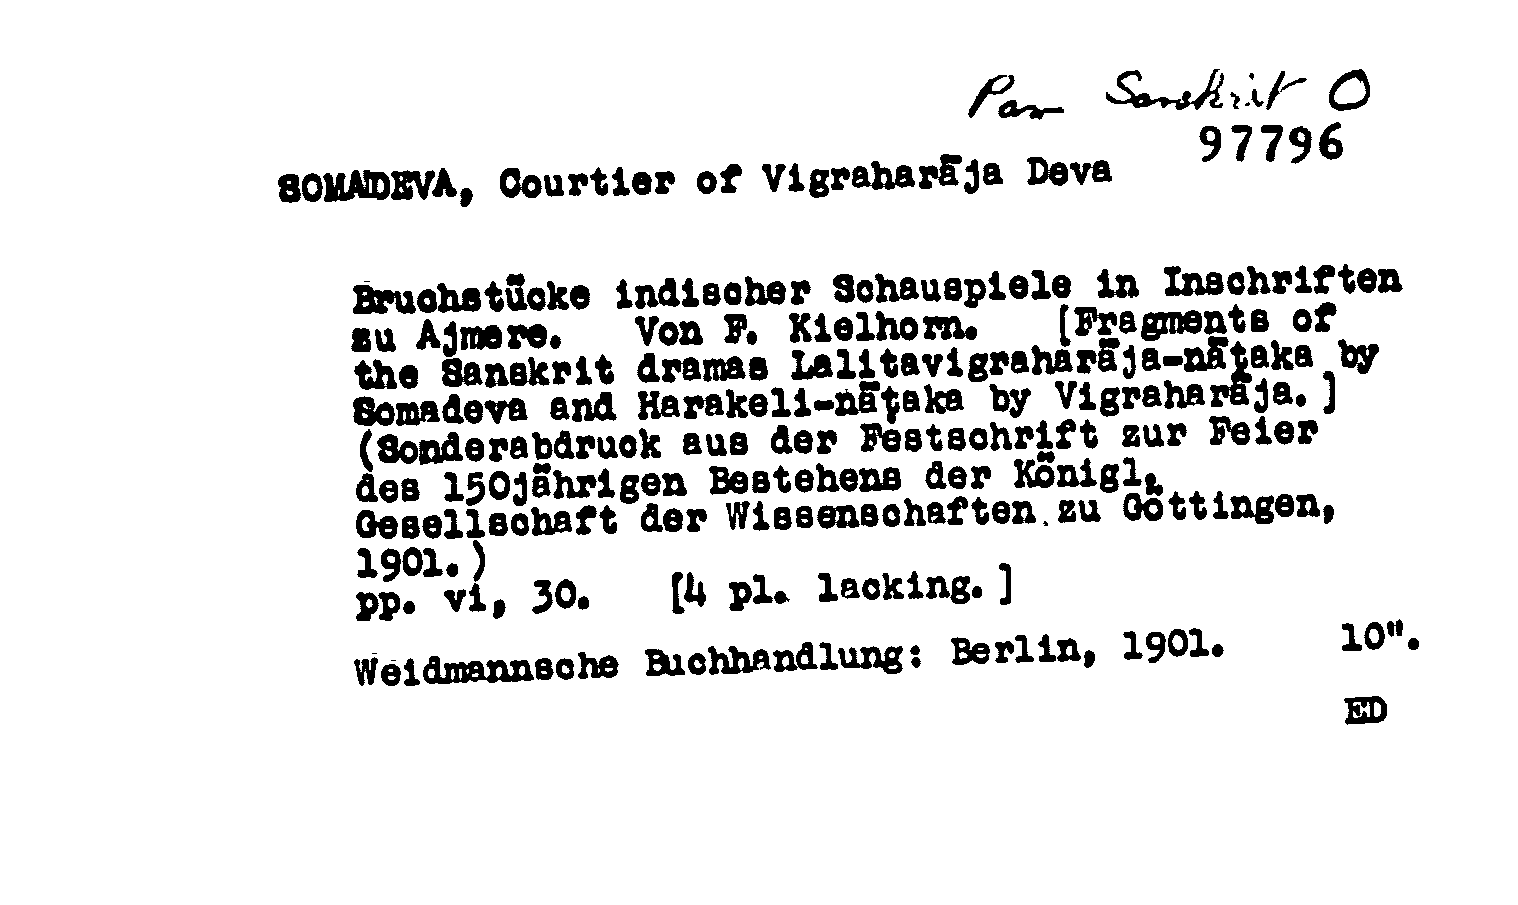 Pam Sanskrit O
97796
SOMADEVA, Courtier of Vigraharāja Deva
Bruchstücke indischer Schauspiele in Inschriften
zu Ajmere. Von F. Kielhorn. [Fragments of
the Sanskrit dramas Lalitavigraharāja-nāṭaka by
Somadeva and Harakeli-nāṭaka by Vigraharāja.]
(Sonderabdruck aus der Festschrift zur Feier
des 150jährigen Bestehens der Königl.
Gesellschaft der Wissenschaften zu Göttingen,
1901.)
pp. vi, 30. [4 pl. lacking.]
Weidmannsche Buchhandlung: Berlin, 1901. 10".
ED